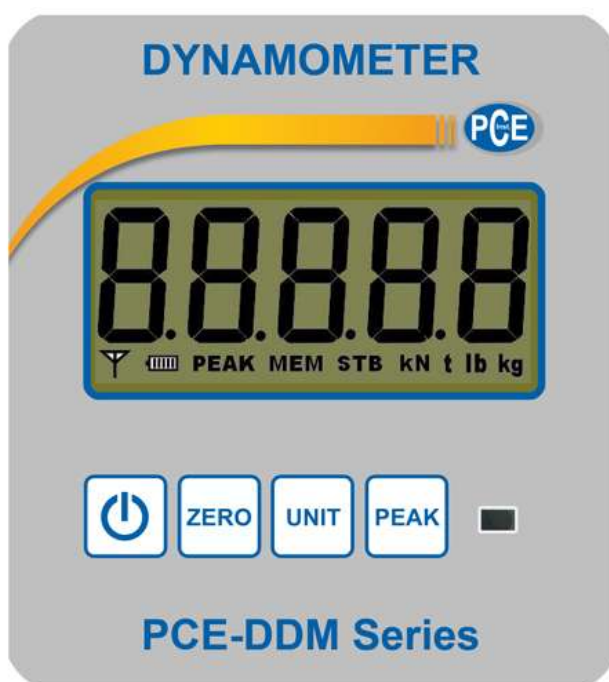 DYNAMOMETER
PCE
88888
PEAK MEM STB kN t lb kg
ZERO UNIT PEAK
PCE-DDM Series